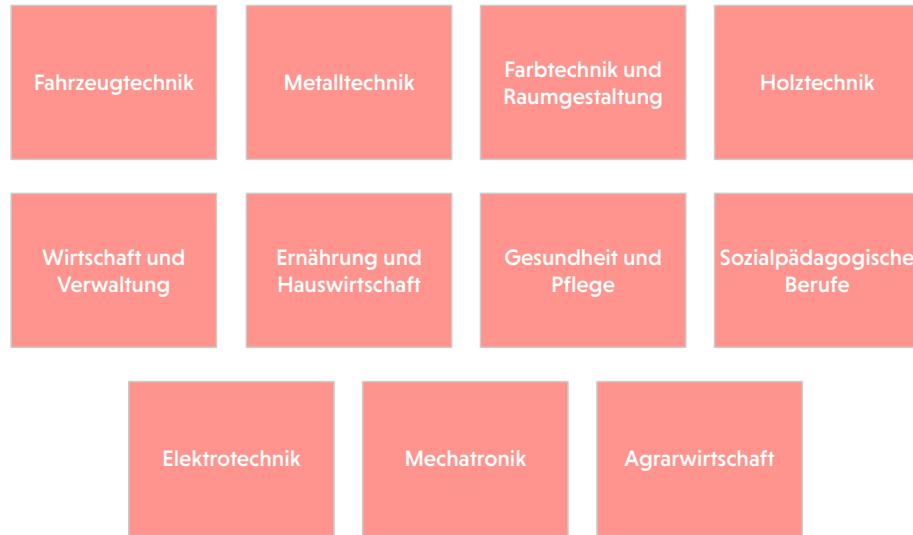 Fahrzeugtechnik
Metalltechnik
Farbtechnik und
Raumgestaltung
Holztechnik
Wirtschaft und
Verwaltung
Ernährung und
Hauswirtschaft
Gesundheit und
Pflege
Sozialpädagogische
Berufe
Elektrotechnik
Mechatronik
Agrarwirtschaft